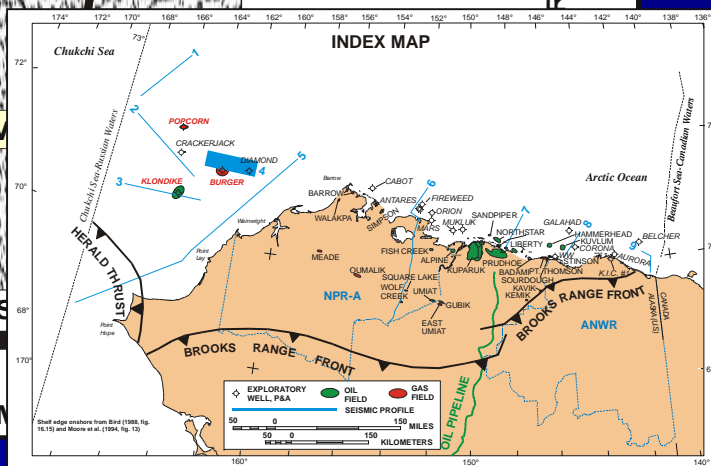 170°
168°
166°
164°
162°
160°
158°
156°
154°
152°
150°
148°
146°
144°
142°
140°
138°
136°
73°
Chukchi Sea
INDEX MAP
72°
1
2
POPCORN
CRACKERJACK
DIAMOND
4
5
70°
3
KLONDIKE
BURGER
Arctic Ocean
Chukchi Sea-Russian Waters
Beaufort Sea-Canadian Waters
Barrow
BARROW
CABOT
6
FIREWEED
ANTARES
ORION
WALAKPA
SIMPSON
MARS
MUKLUK
SANDPIPER
7
GALAHAD
8
NORTHSTAR
HAMMERHEAD
KUVLUM
BELCHER
Wainwright
LIBERTY
CORONA
9
AURORA
WW
HERALD THRUST
Point
Lay
MEADE
FISH CREEK
ALPINE
PRUDHOE
STINSON
KUPARUK
BADAMI
PT. THOMSON
K.I.C. #1
QUMALIK
SQUARE LAKE
SOURDOUGH
WOLF
CREEK
KAVIK
KEMIK
NPR-A
UMIAT
GUBIK
EAST
UMIAT
BROOKS RANGE FRONT
ANWR
CANADA
ALASKA (US)
68°
Point
Hope
170°
BROOKS RANGE FRONT
OIL PIPELINE
EXPLORATORY
WELL, P&A
OIL
FIELD
GAS
FIELD
SEISMIC PROFILE
50 0 150 MILES
50 0 150 KILOMETERS
Shelf edge onshore from Bird (1988, fig.
16.15) and Moore et al. (1994, fig. 13)
160°
150°
140°